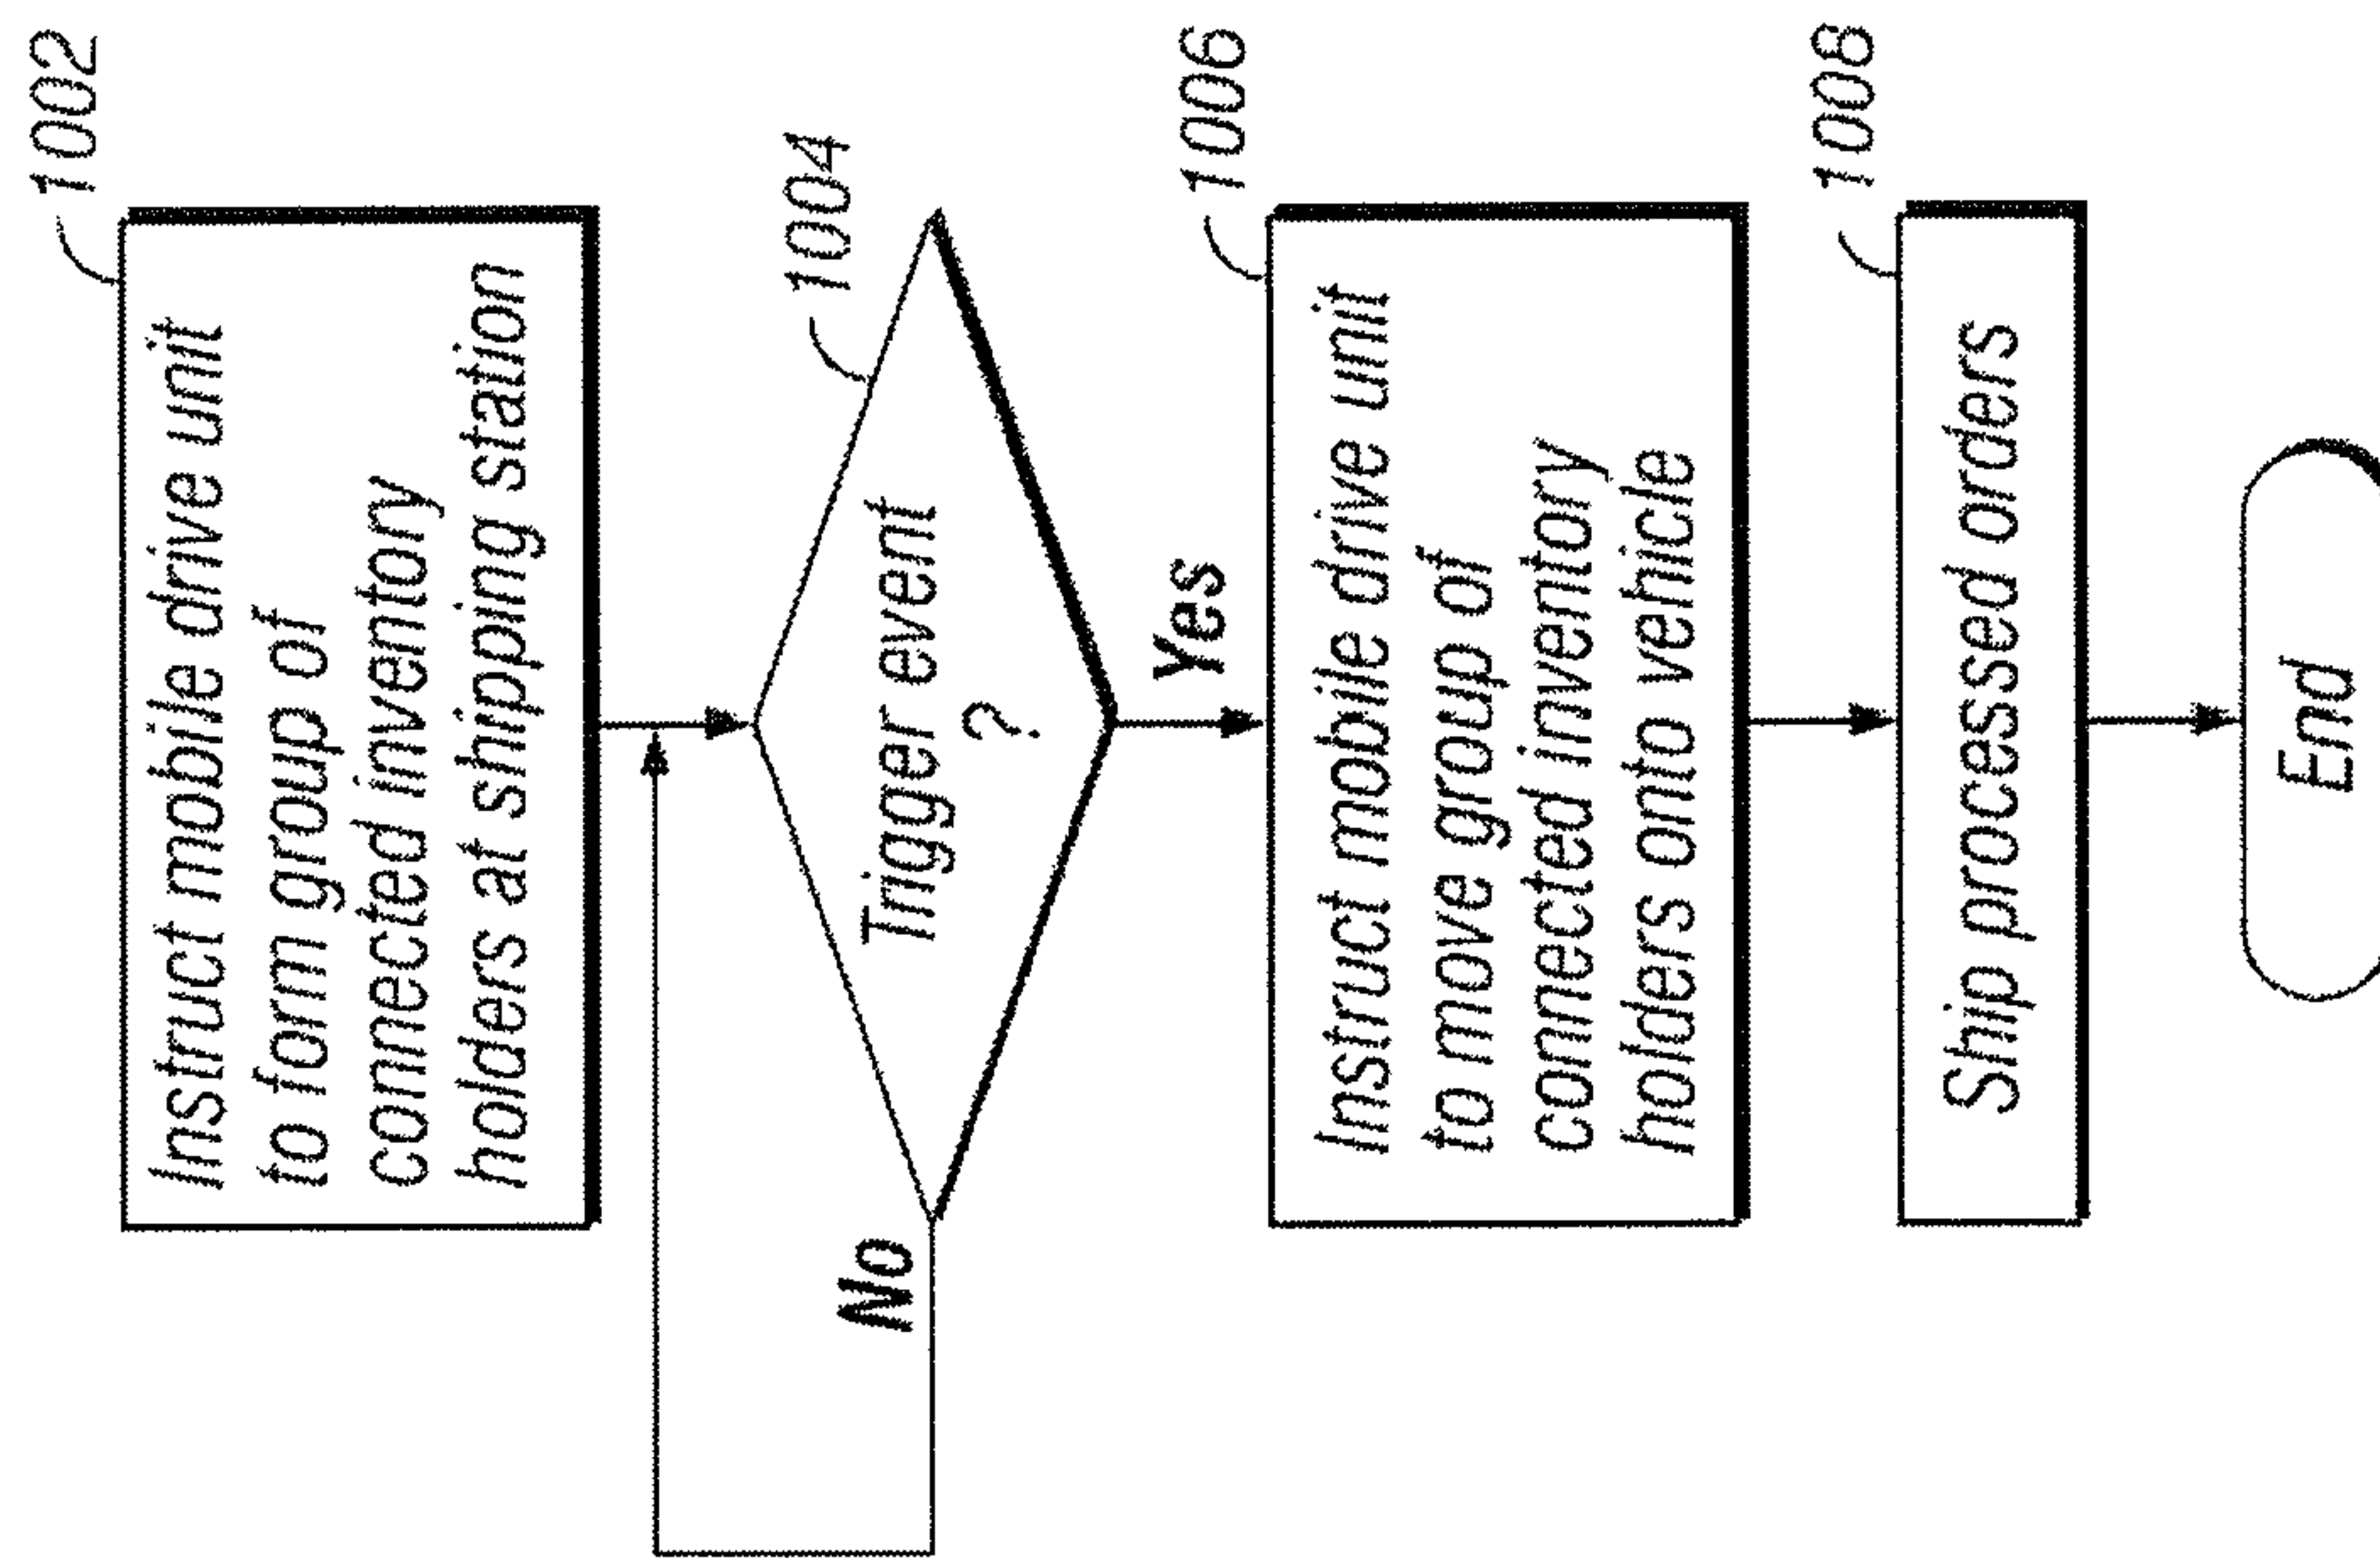 1002
Instruct mobile drive unit
to form group of
connected inventory
holders at shipping station
1004
Trigger event
?
No
Yes
1006
Instruct mobile drive unit
to move group of
connected inventory
holders onto vehicle
1008
Ship processed orders
End